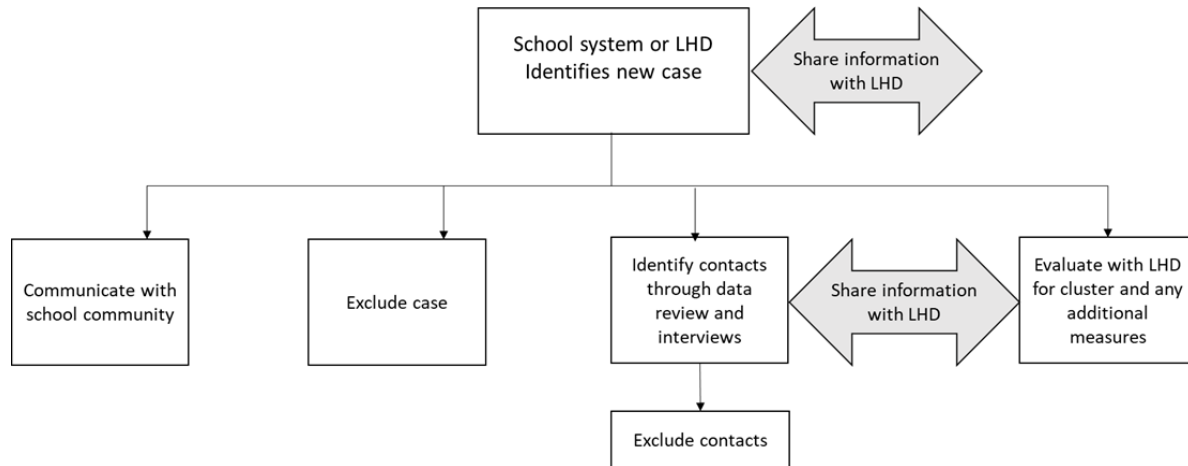 School system or LHD
Identifies new case
Share information
with LHD
Communicate with
school community
Exclude case
Identify contacts
through data
review and
interviews
Share information
with LHD
Evaluate with LHD
for cluster and any
additional
measures
Exclude contacts